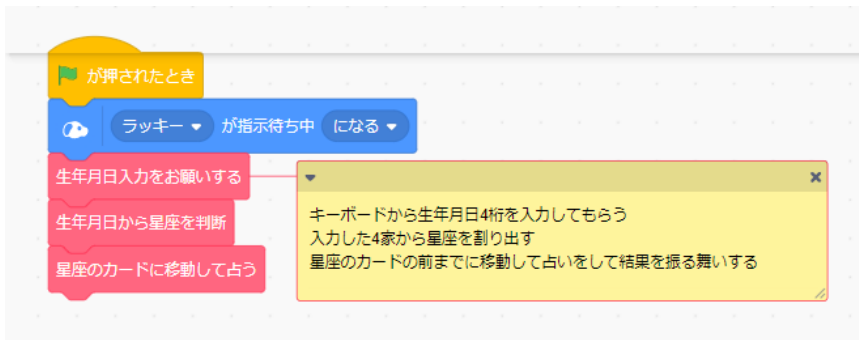 が押されたとき
ラッキー が指示待ち中 になる
生年月日入力をお願いする
生年月日から星座を判断
星座のカードに移動して占う
キーボードから生年月日4桁を入力してもらう
入力した4家から星座を割り出す
星座のカードの前までに移動して占いをして結果を振る舞いする